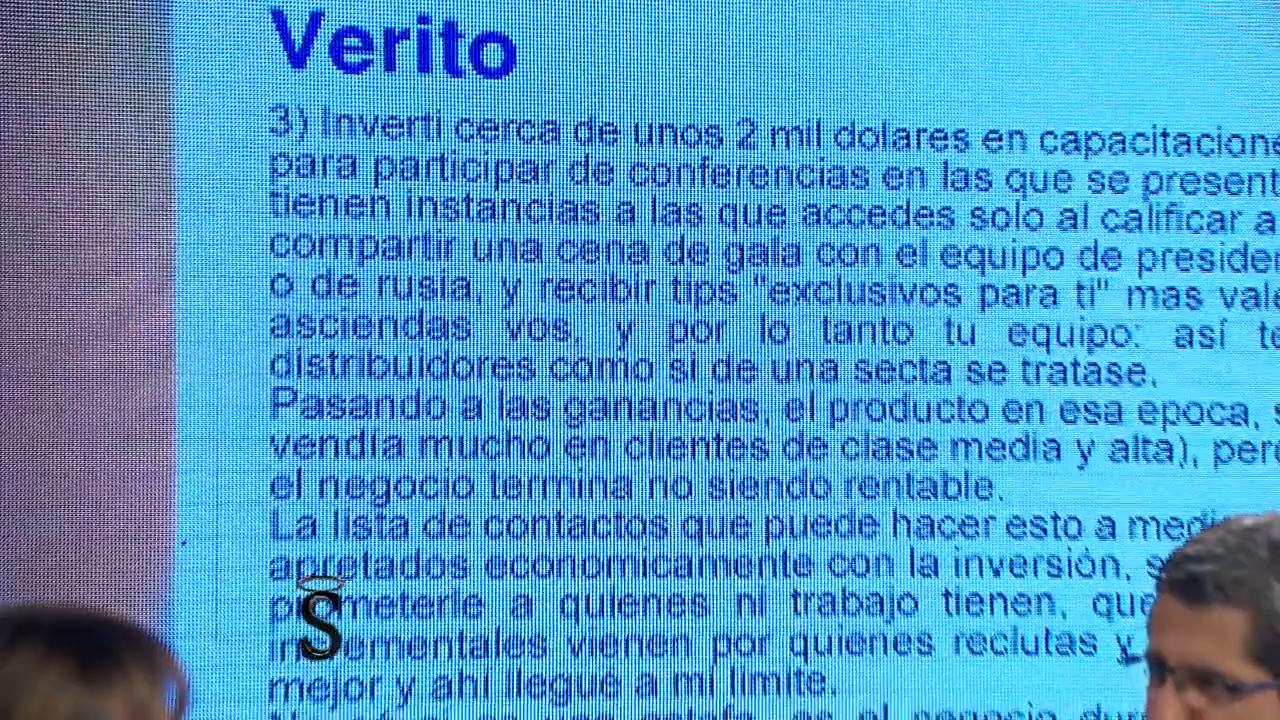 Verito
3) Inverti cerca de unos 2 mil dolares en capacitacione
para participar de conferencias en las que se present
tienen instancias a las que accedes solo al calificar a
compartir una cena de gala con el equipo de presiden
o de rusia, y recibir tips "exclusivos para ti" mas vale
asciendas vos, y por lo tanto tu equipo: así te
distribuidores como si de una secta se tratase.
Pasando a las ganancias, el producto en esa epoca, s
vendía mucho en clientes de clase media y alta), pero
el negocio termina no siendo rentable.
La lista de contactos que puede hacer esto a medi
apretados economicamente con la inversión, s
a quienes ni trabajo tienen, que
vienen por quienes reclutas y
mejor y ahi llegue a mi limite.
S